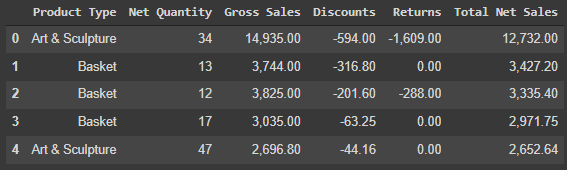 Product Type Net Quantity Gross Sales Discounts Returns Total Net Sales
0 Art & Sculpture 34 14,935.00 -594.00 -1,609.00 12,732.00
1 Basket 13 3,744.00 -316.80 0.00 3,427.20
2 Basket 12 3,825.00 -201.60 -288.00 3,335.40
3 Basket 17 3,035.00 -63.25 0.00 2,971.75
4 Art & Sculpture 47 2,696.80 -44.16 0.00 2,652.64